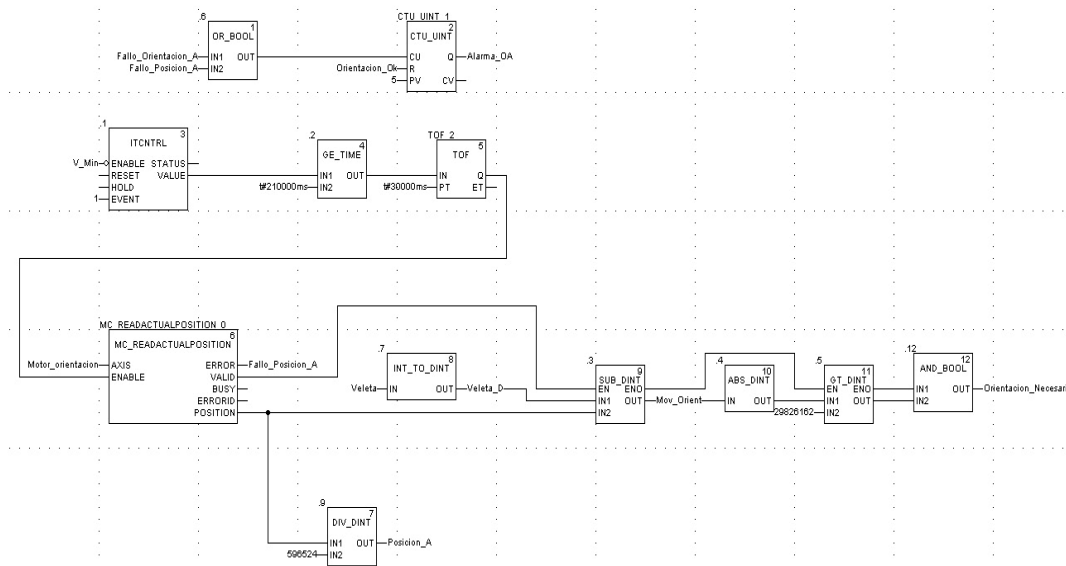 .6
OR_BOOL
1
Fallo_Orientacion_A IN1 OUT
Fallo_Posicion_A IN2
CTU_UINT_1
CTU_UINT
2
CU Q Alarma_OA
Orientacion_Ok R
5 PV CV
.1
ITCNTRL
3
V_Min ENABLE STATUS
RESET VALUE
HOLD
1 EVENT
.2
GE_TIME
4
IN1 OUT
t#210000ms IN2
TOF_2
TOF
5
IN Q
t#30000ms PT ET
MC_READACTUALPOSITION_0
MC_READACTUALPOSITION
6
Motor_orientacion AXIS ERROR Fallo_Posicion_A
ENABLE VALID
BUSY
ERRORID
POSITION
.7
INT_TO_DINT
8
Veleta IN OUT Veleta_D
.3
SUB_DINT
9
EN ENO
IN1 OUT Mov_Orient
IN2
.4
ABS_DINT
10
IN OUT
.5
GT_DINT
11
EN ENO
IN1 OUT
29826162 IN2
.12
AND_BOOL
12
IN1 OUT Orientacion_Necesari
IN2
.9
DIV_DINT
7
IN1 OUT Posicion_A
596524 IN2